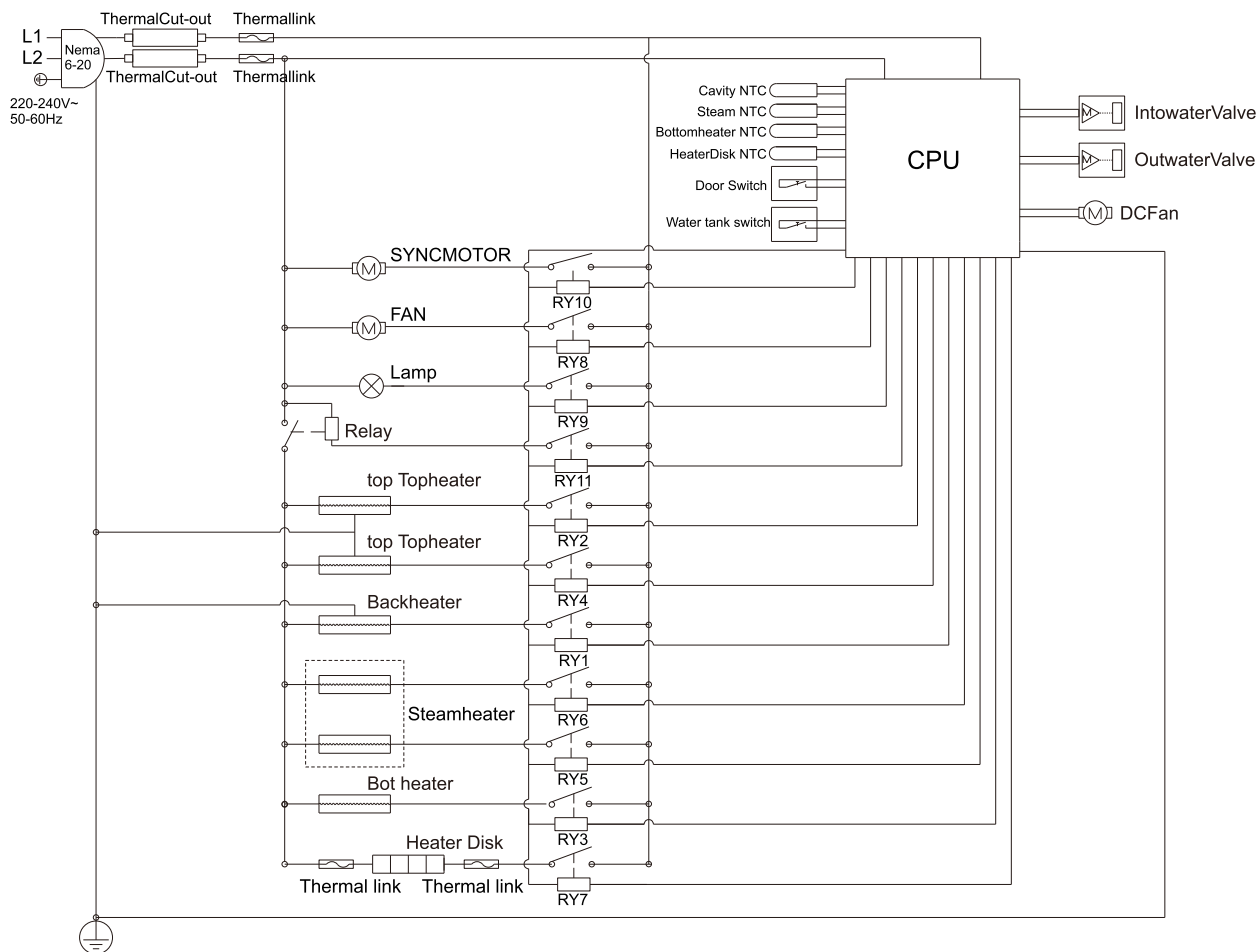 ThermalCut-out
Thermallink
L1
L2
Nema
6-20
ThermalCut-out
Thermallink
220-240V~
50-60Hz
Cavity NTC
Steam NTC
Bottomheater NTC
HeaterDisk NTC
Door Switch
Water tank switch
CPU
M
IntowaterValve
M
OutwaterValve
M
DCFan
SYNCMOTOR
M
RY10
FAN
M
RY8
Lamp
RY9
Relay
RY11
top Topheater
RY2
top Topheater
RY4
Backheater
RY1
RY6
Steamheater
RY5
Bot heater
RY3
Heater Disk
Thermal link
Thermal link
RY7